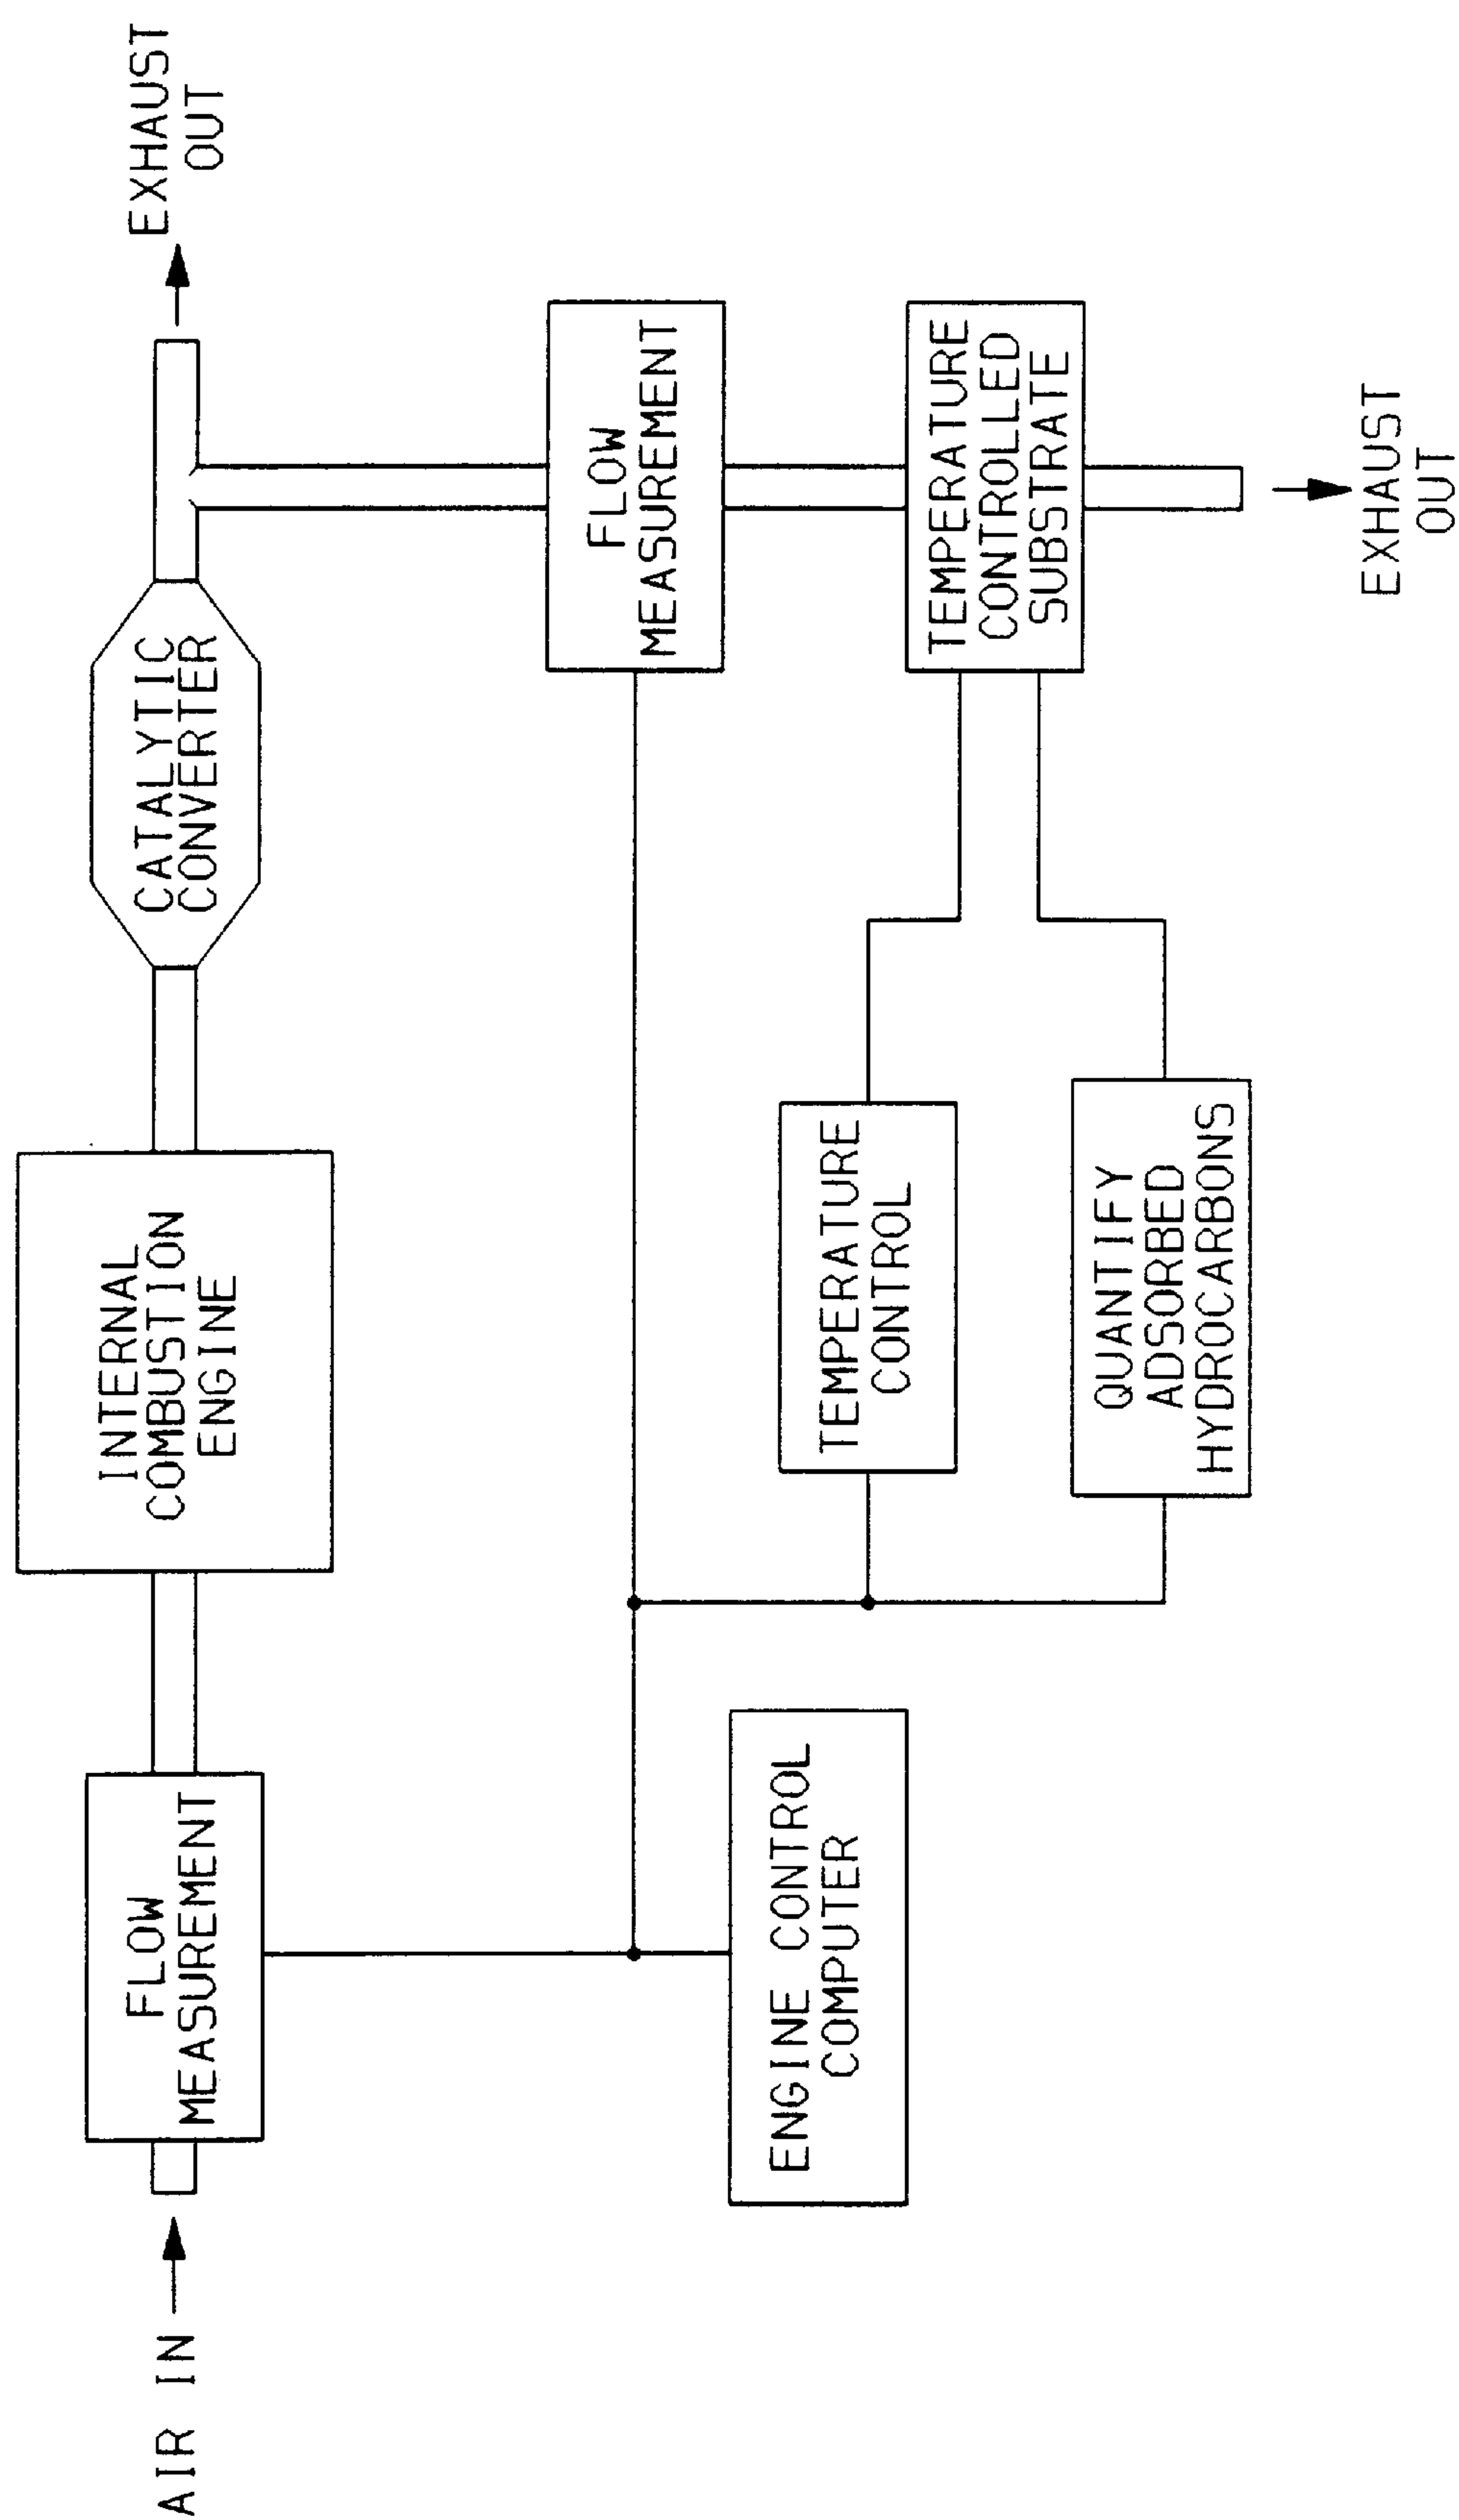 AIR IN
FLOW
MEASUREMENT
INTERNAL
COMBUSTION
ENGINE
CATALYTIC
CONVERTER
EXHAUST
OUT
FLOW
MEASUREMENT
ENGINE CONTROL
COMPUTER
TEMPERATURE
CONTROL
TEMPERATURE
CONTROLLED
SUBSTRATE
QUANTIFY
ADSORBED
HYDROCARBONS
EXHAUST
OUT